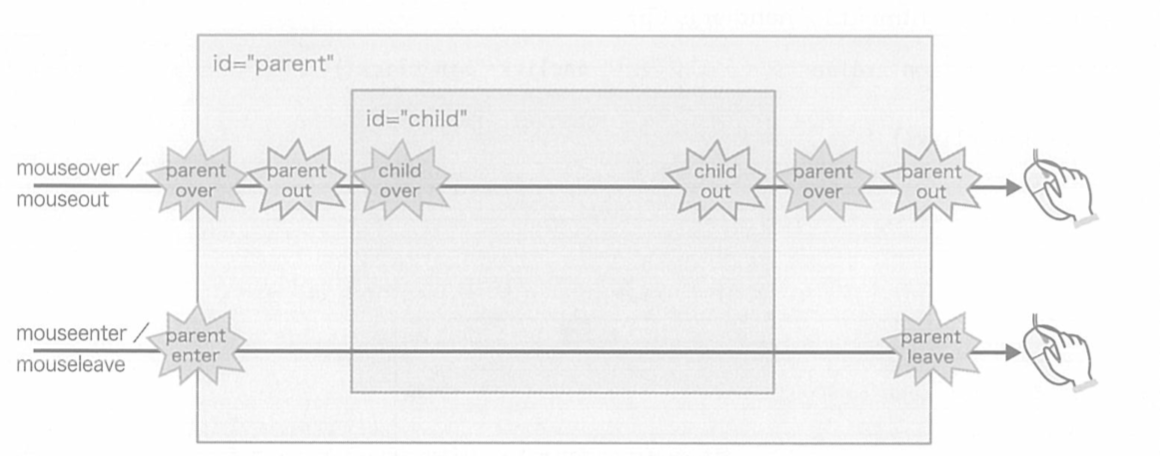 id="parent"
id="child"
mouseover /
mouseout
parent
over
parent
out
child
over
child
out
parent
over
parent
out
mouseenter /
mouseleave
parent
enter
parent
leave